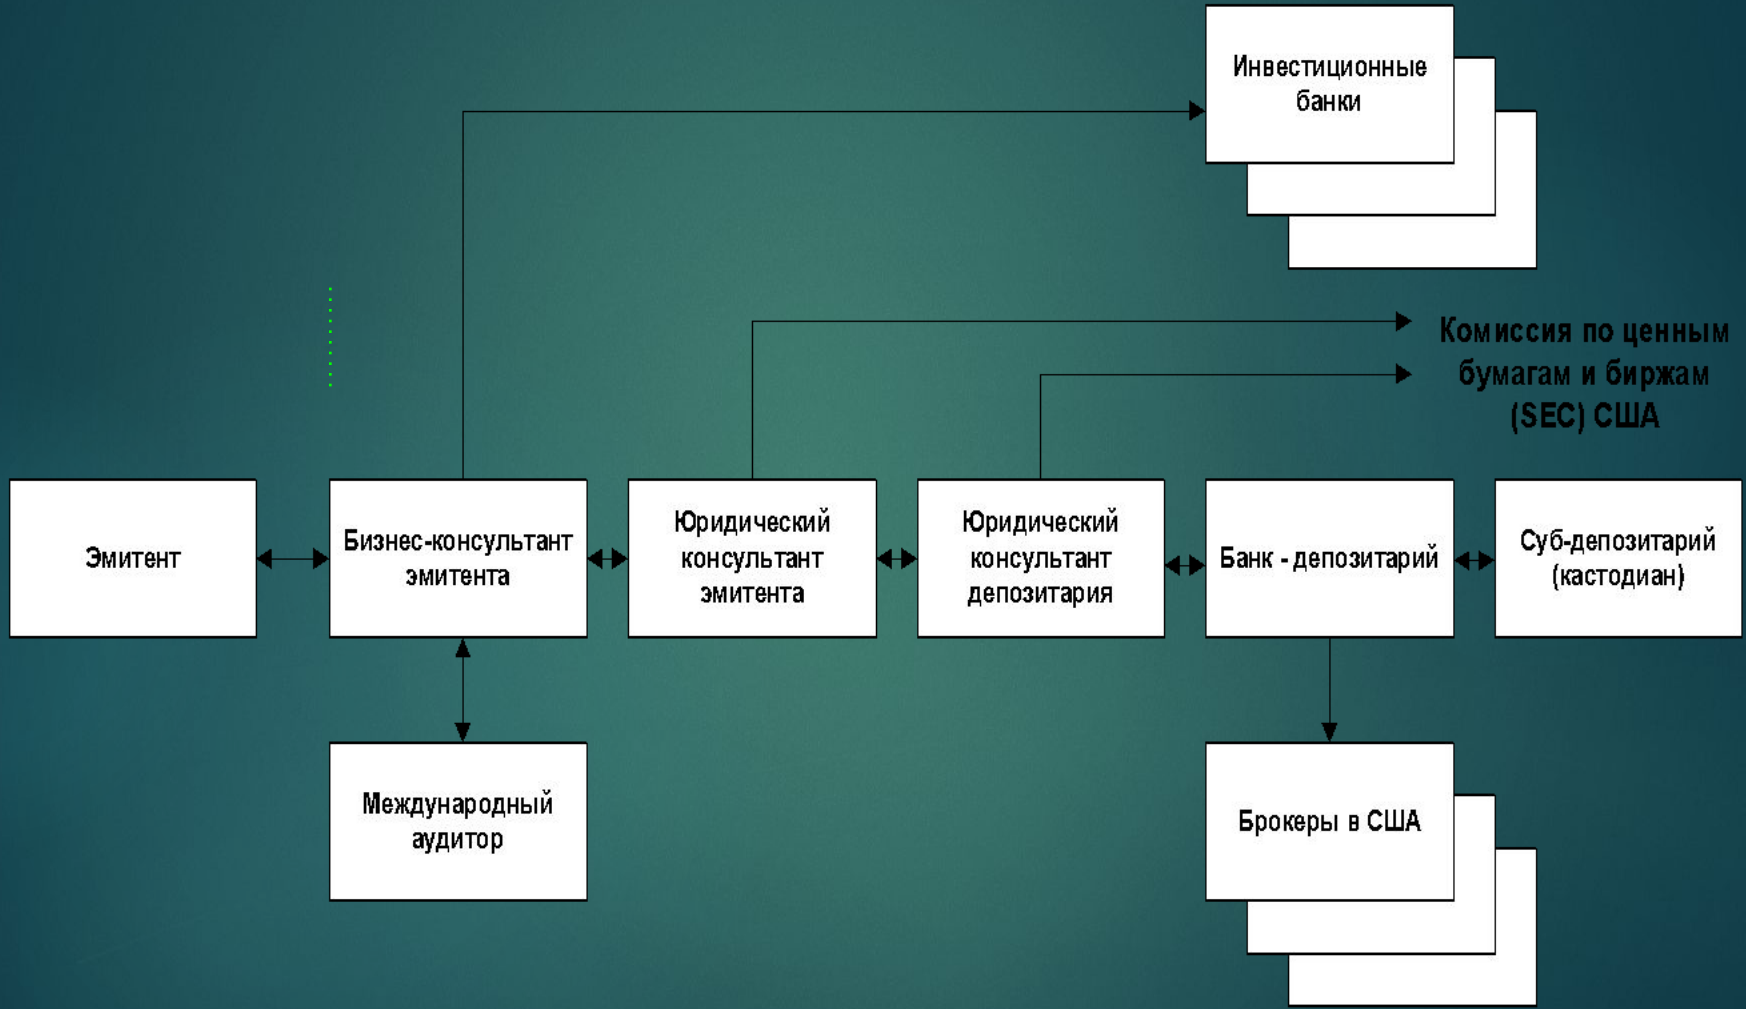 Инвестиционные
банки
Комиссия по ценным
бумагам и биржам
(SEC) США
Эмитент
Бизнес-консультант
эмитента
Юридический
консультант
эмитента
Юридический
консультант
депозитария
Банк - депозитарий
Суб-депозитарий
(кастодиан)
Международный
аудитор
Брокеры в США